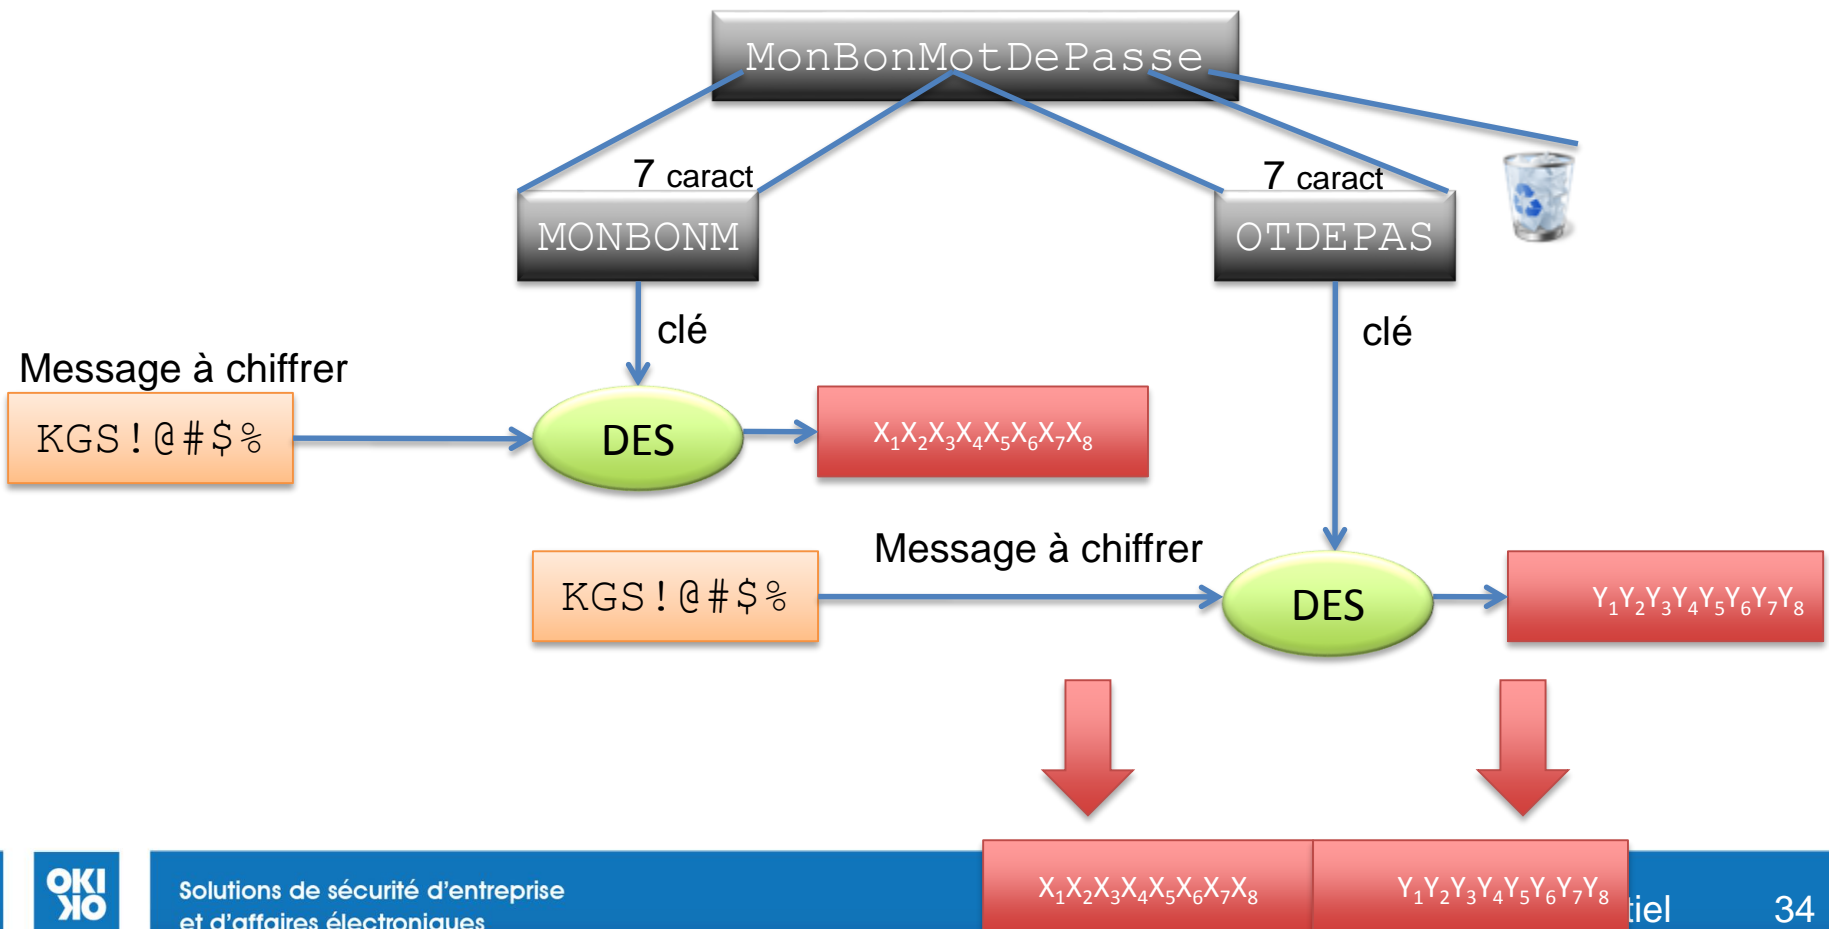 MonBonMotDePasse
7 caract
7 caract
MONBONM
OTDEPAS
clé
clé
Message à chiffrer
KGS!@#$%
DES
X₁X₂X₃X₄X₅X₆X₇X₈
Message à chiffrer
KGS!@#$%
DES
Y₁Y₂Y₃Y₄Y₅Y₆Y₇Y₈
X₁X₂X₃X₄X₅X₆X₇X₈
Y₁Y₂Y₃Y₄Y₅Y₆Y₇Y₈
OKIOK
Solutions de sécurité d'entreprise
et d'affaires électroniques
tiel
34